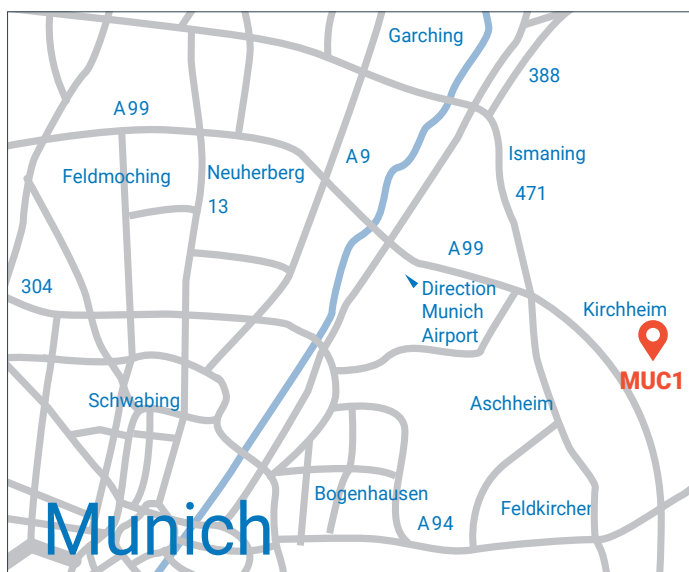 Garching
388
A99
A9
Ismaning
Feldmoching
Neuherberg
471
13
A99
304
Direction
Munich
Airport
Kirchheim
MUC1
Schwabing
Aschheim
Bogenhausen
Feldkircher
A94
Munich